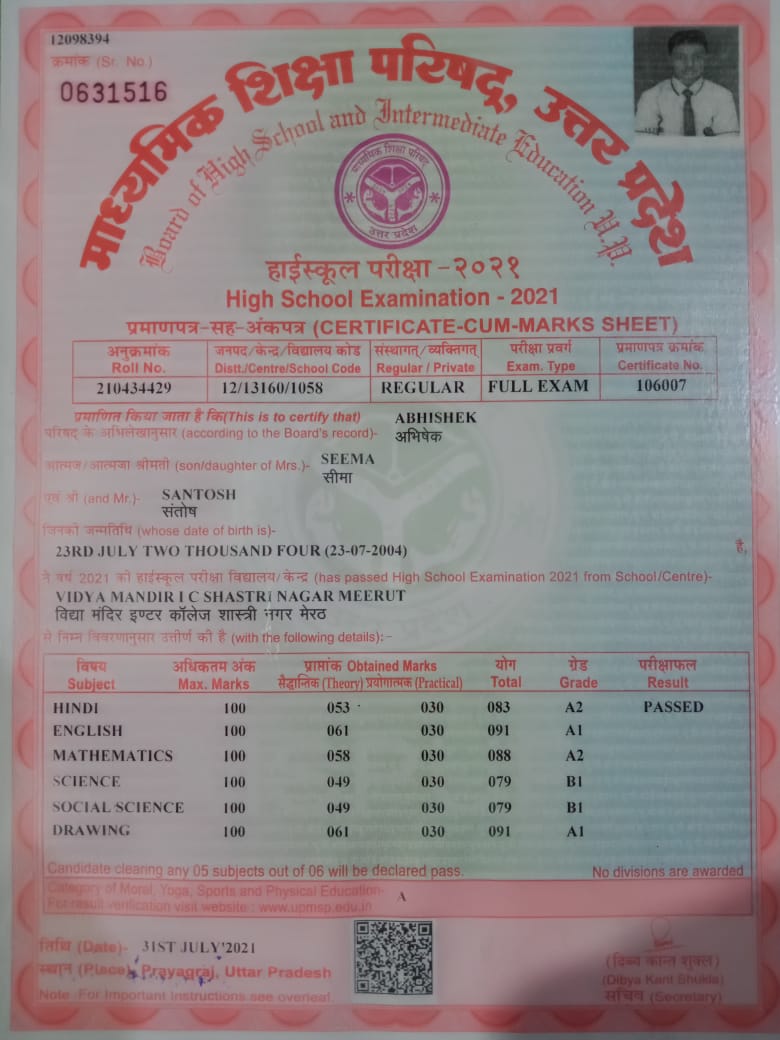 12098394
क्रमांक (Sr. No.)
0631516
माध्यमिक शिक्षा परिषद्, उत्तर प्रदेश
Board of High School and Intermediate Education U.P.
माध्यमिक शिक्षा परिषद
उत्तर प्रदेश
हाईस्कूल परीक्षा -२०२१
High School Examination - 2021
प्रमाणपत्र-सह-अंकपत्र (CERTIFICATE-CUM-MARKS SHEET)
अनुक्रमांक जनपद/केन्द्र/विद्यालय कोड संस्थागत्/व्यक्तिगत् परीक्षा प्रवर्ग प्रमाणपत्र क्रमांक
Roll No. Distt./Centre/School Code Regular / Private Exam. Type Certificate No.
210434429 12/13160/1058 REGULAR FULL EXAM 106007
प्रमाणित किया जाता है कि(This is to certify that) ABHISHEK
परिषद के अभिलेखानुसार (according to the Board's record)- अभिषेक
आत्मज/आत्मजा श्रीमती (son/daughter of Mrs.)- SEEMA
सीमा
एवं श्री (and Mr.)- SANTOSH
संतोष
जिनकी जन्मतिथि (whose date of birth is)-
23RD JULY TWO THOUSAND FOUR (23-07-2004) है,
ने वर्ष 2021 की हाईस्कूल परीक्षा विद्यालय/केन्द्र (has passed High School Examination 2021 from School/Centre)-
VIDYA MANDIR I C SHASTRI NAGAR MEERUT
विद्या मंदिर इण्टर कॉलेज शास्त्री नगर मेरठ
से निम्न विवरणानुसार उत्तीर्ण की है (with the following details):-
विषय अधिकतम अंक प्राप्तांक Obtained Marks योग ग्रेड परीक्षाफल
Subject Max. Marks सैद्धान्तिक (Theory) प्रयोगात्मक (Practical) Total Grade Result
HINDI 100 053 030 083 A2 PASSED
ENGLISH 100 061 030 091 A1
MATHEMATICS 100 058 030 088 A2
SCIENCE 100 049 030 079 B1
SOCIAL SCIENCE 100 049 030 079 B1
DRAWING 100 061 030 091 A1
Candidate clearing any 05 subjects out of 06 will be declared pass. No divisions are awarded
Category of Moral, Yoga, Sports and Physical Education- A
For result verification visit website : www.upmsp.edu.in
तिथि (Date)- 31ST JULY'2021
स्थान (Place) Prayagraj, Uttar Pradesh
Note :For Important Instructions see overleaf.
(दिब्य कान्त शुक्ल)
(Dibya Kant Shukla)
सचिव (Secretary)